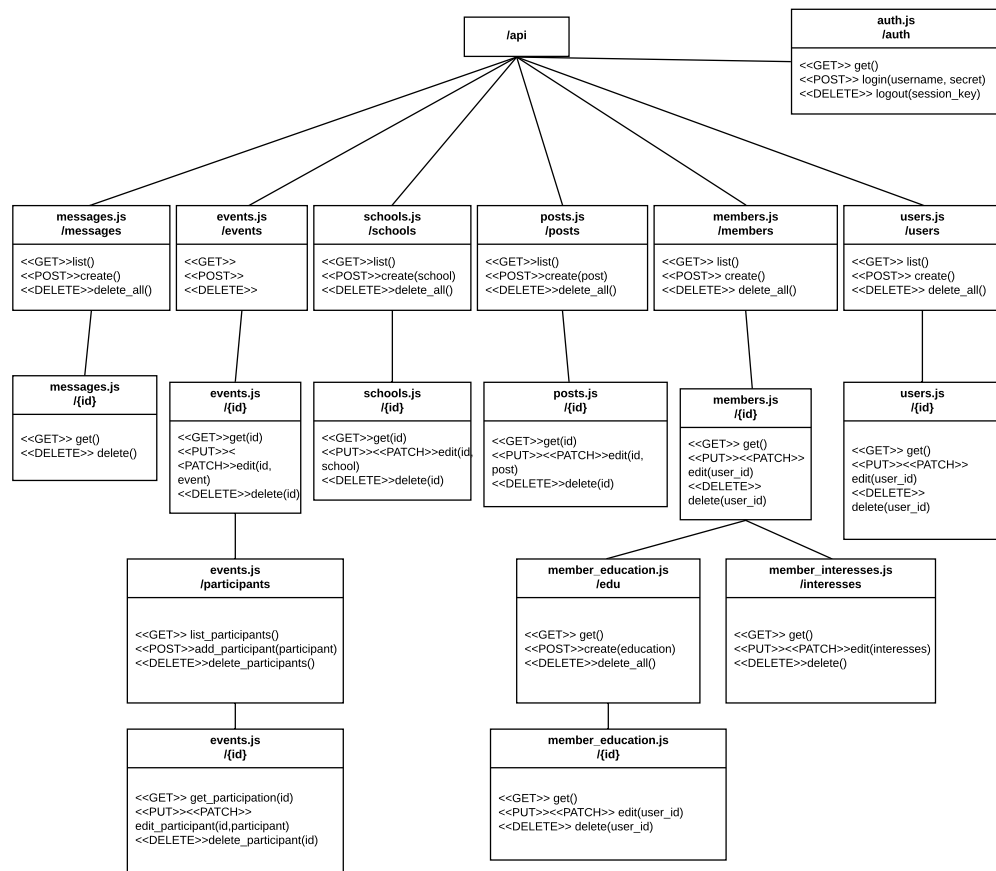 /api
auth.js
/auth
<<GET>> get()
<<POST>> login(username, secret)
<<DELETE>> logout(session_key)
messages.js
/messages
<<GET>>list()
<<POST>>create()
<<DELETE>>delete_all()
events.js
/events
<<GET>>
<<POST>>
<<DELETE>>
schools.js
/schools
<<GET>>list()
<<POST>>create(school)
<<DELETE>>delete_all()
posts.js
/posts
<<GET>>list()
<<POST>>create(post)
<<DELETE>>delete_all()
members.js
/members
<<GET>> list()
<<POST>> create()
<<DELETE>> delete_all()
users.js
/users
<<GET>> list()
<<POST>> create()
<<DELETE>> delete_all()
messages.js
/{id}
<<GET>> get()
<<DELETE>> delete()
events.js
/{id}
<<GET>>get(id)
<<PUT>><
<PATCH>>edit(id,
event)
<<DELETE>>delete(id)
schools.js
/{id}
<<GET>>get(id)
<<PUT>><<PATCH>>edit(id,
school)
<<DELETE>>delete(id)
posts.js
/{id}
<<GET>>get(id)
<<PUT>><<PATCH>>edit(id,
post)
<<DELETE>>delete(id)
members.js
/{id}
<<GET>> get()
<<PUT>><<PATCH>>
edit(user_id)
<<DELETE>>
delete(user_id)
users.js
/{id}
<<GET>> get()
<<PUT>><<PATCH>>
edit(user_id)
<<DELETE>>
delete(user_id)
events.js
/participants
<<GET>> list_participants()
<<POST>>add_participant(participant)
<<DELETE>>delete_participants()
member_education.js
/edu
<<GET>> get()
<<POST>>create(education)
<<DELETE>>delete_all()
member_interesses.js
/interesses
<<GET>> get()
<<PUT>><<PATCH>>edit(interesses)
<<DELETE>>delete()
events.js
/{id}
<<GET>> get_participation(id)
<<PUT>><<PATCH>>
edit_participant(id,participant)
<<DELETE>>delete_participant(id)
member_education.js
/{id}
<<GET>> get()
<<PUT>><<PATCH>> edit(user_id)
<<DELETE>> delete(user_id)